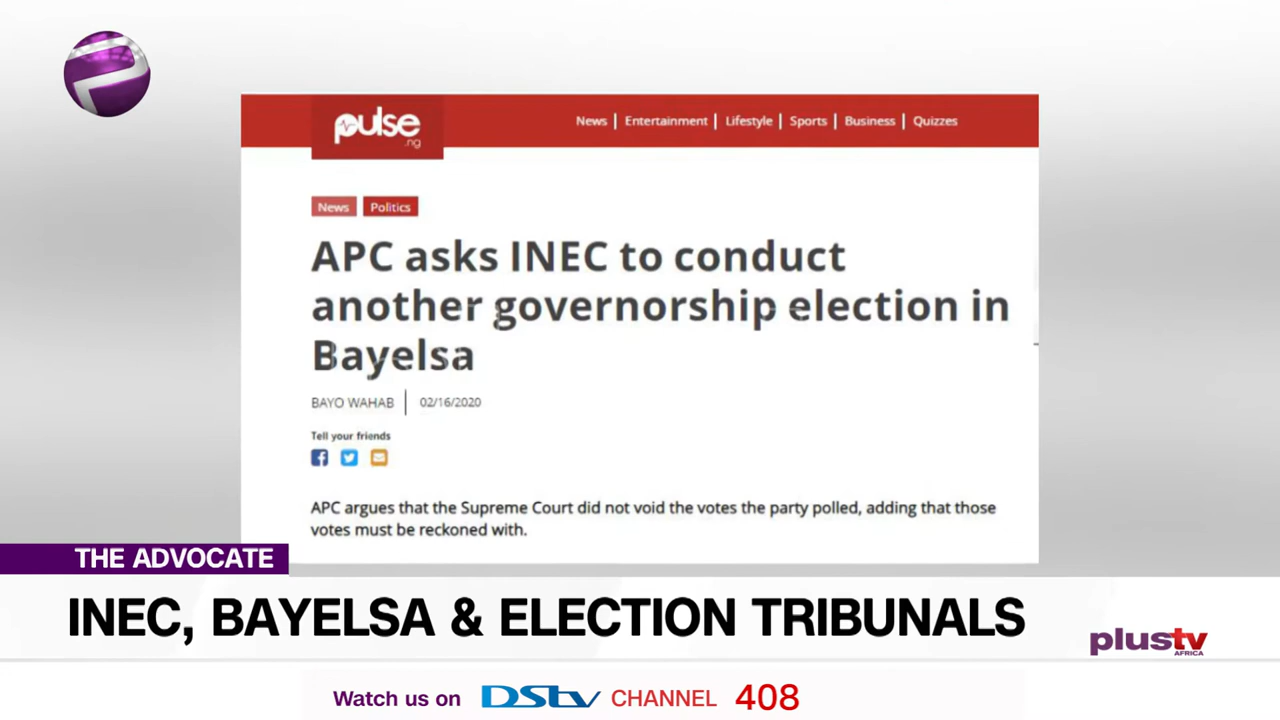 pulse
.ng
News | Entertainment | Lifestyle | Sports | Business | Quizzes
News Politics
APC asks INEC to conduct
another governorship election in
Bayelsa
BAYO WAHAB | 02/16/2020
Tell your friends
APC argues that the Supreme Court did not void the votes the party polled, adding that those
votes must be reckoned with.
THE ADVOCATE
INEC, BAYELSA & ELECTION TRIBUNALS
plustv
AFRICA
Watch us on DStv CHANNEL 408